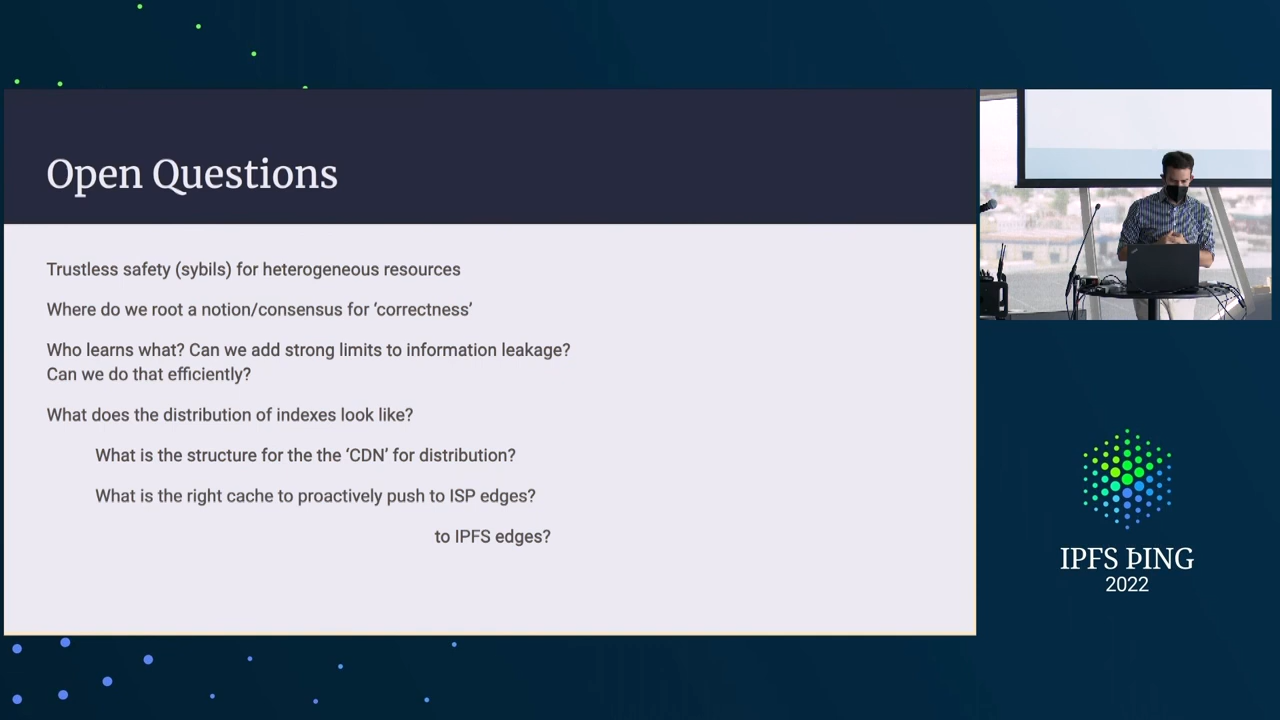 Open Questions
Trustless safety (sybils) for heterogeneous resources
Where do we root a notion/consensus for ‘correctness’
Who learns what? Can we add strong limits to information leakage?
Can we do that efficiently?
What does the distribution of indexes look like?
What is the structure for the the ‘CDN’ for distribution?
What is the right cache to proactively push to ISP edges?
to IPFS edges?
IPFS ÞING
2022